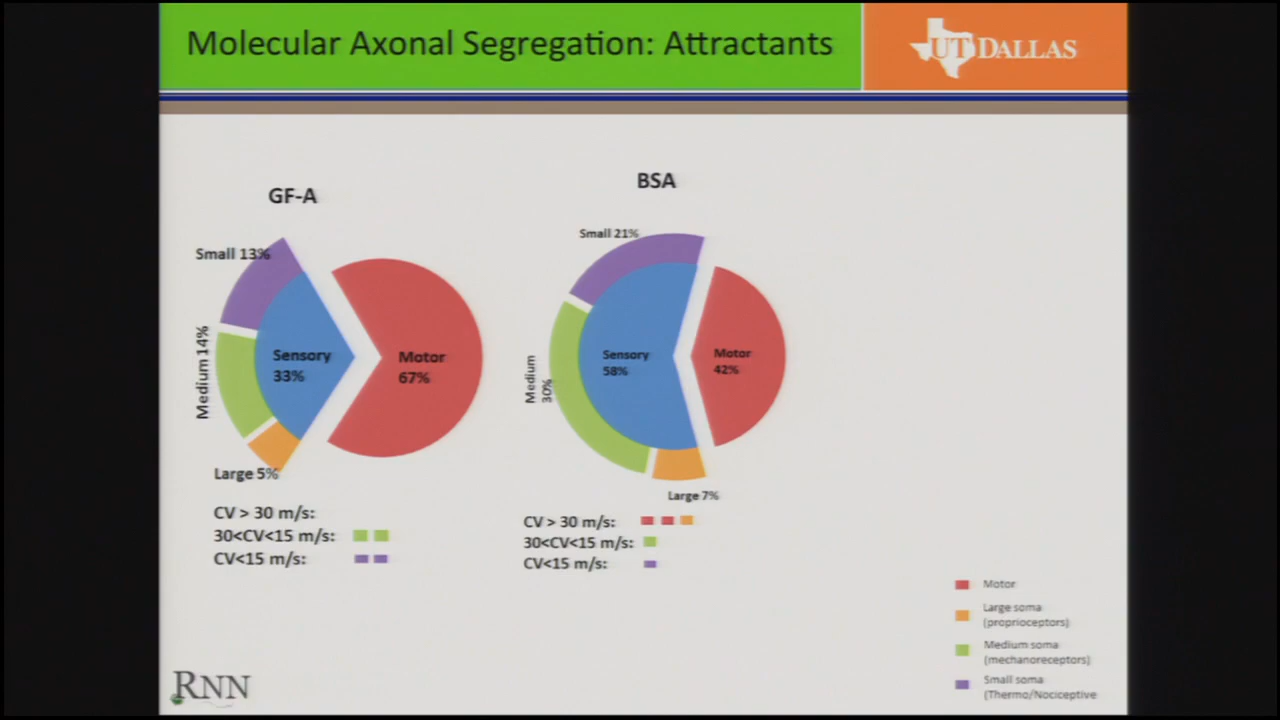 Molecular Axonal Segregation: Attractants
UT DALLAS
GF-A
Small 13%
Medium 14%
Large 5%
Sensory
33%
Motor
67%
CV > 30 m/s:
30<CV<15 m/s:
CV<15 m/s:
BSA
Small 21%
Medium
30%
Large 7%
Sensory
58%
Motor
42%
CV > 30 m/s:
30<CV<15 m/s:
CV<15 m/s:
Motor
Large soma
(proprioceptors)
Medium soma
(mechanoreceptors)
Small soma
(Thermo/Nociceptive
RNN